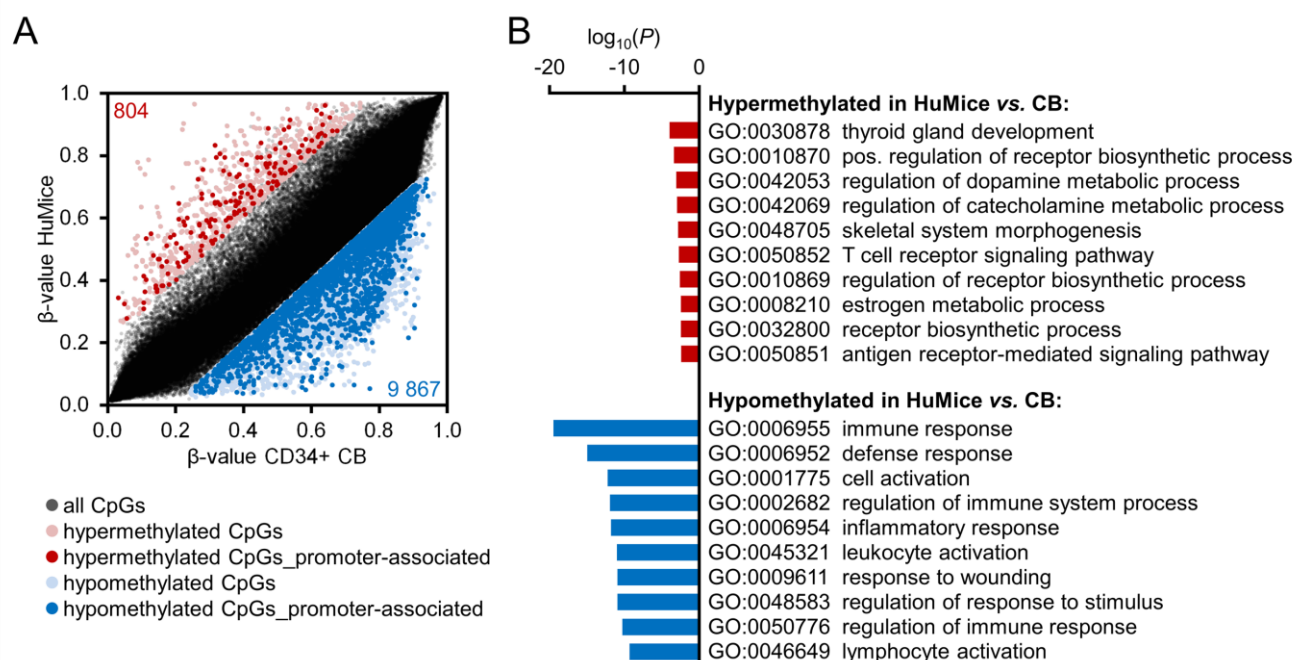 A
1.0
0.8
0.6
0.4
0.2
0.0
β-value HuMice
804
9 867
0.0 0.2 0.4 0.6 0.8 1.0
β-value CD34+ CB
all CpGs
hypermethylated CpGs
hypermethylated CpGs_promoter-associated
hypomethylated CpGs
hypomethylated CpGs_promoter-associated
B
log10(P)
-20 -10 0
Hypermethylated in HuMice vs. CB:
GO:0030878 thyroid gland development
GO:0010870 pos. regulation of receptor biosynthetic process
GO:0042053 regulation of dopamine metabolic process
GO:0042069 regulation of catecholamine metabolic process
GO:0048705 skeletal system morphogenesis
GO:0050852 T cell receptor signaling pathway
GO:0010869 regulation of receptor biosynthetic process
GO:0008210 estrogen metabolic process
GO:0032800 receptor biosynthetic process
GO:0050851 antigen receptor-mediated signaling pathway
Hypomethylated in HuMice vs. CB:
GO:0006955 immune response
GO:0006952 defense response
GO:0001775 cell activation
GO:0002682 regulation of immune system process
GO:0006954 inflammatory response
GO:0045321 leukocyte activation
GO:0009611 response to wounding
GO:0048583 regulation of response to stimulus
GO:0050776 regulation of immune response
GO:0046649 lymphocyte activation